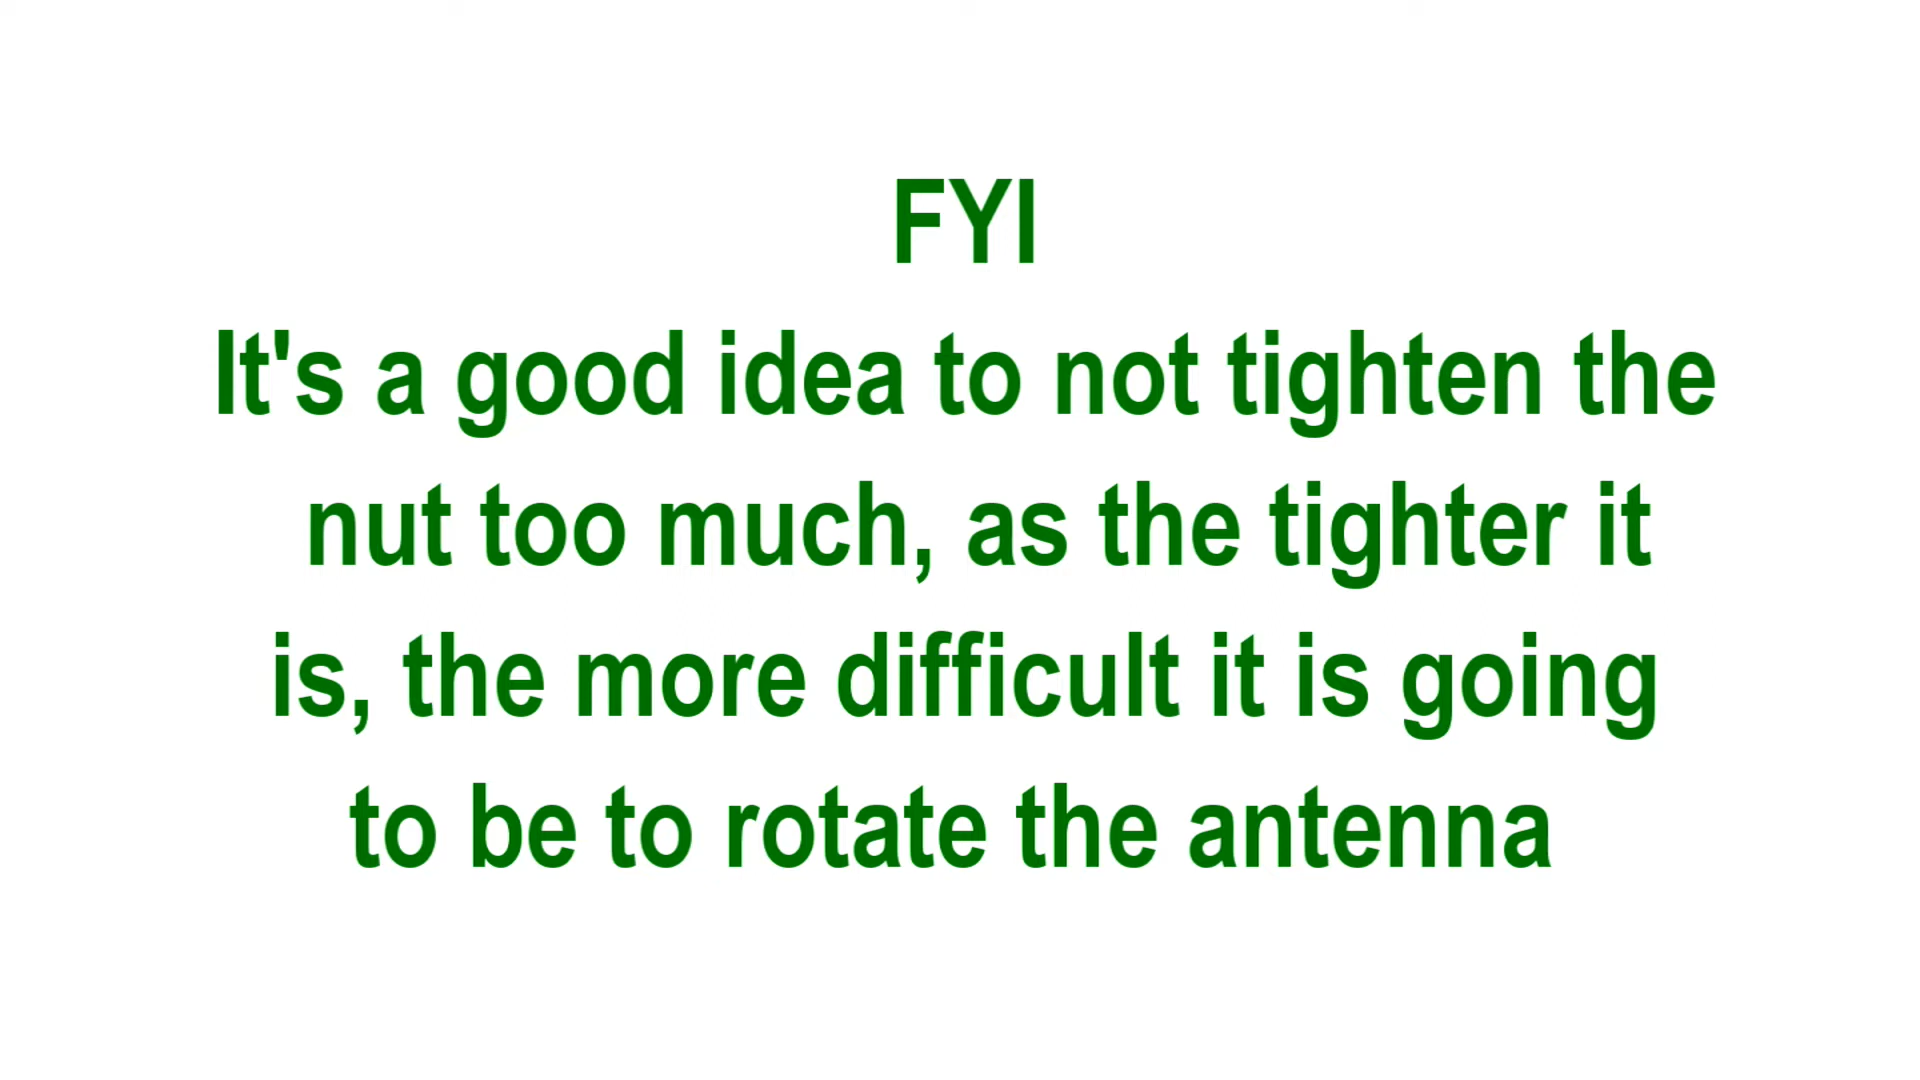 FYI
It's a good idea to not tighten the
nut too much, as the tighter it
is, the more difficult it is going
to be to rotate the antenna